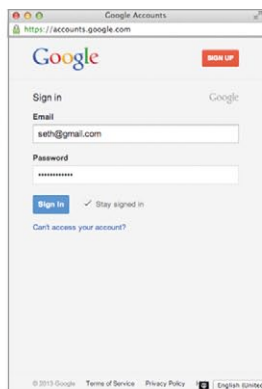 Google Accounts
https://accounts.google.com
Google
SIGN UP
Sign in
Google
Email
seth@gmail.com
Password
Sign in
Stay signed in
Can't access your account?
© 2013 Google Terms of Service Privacy Policy
English (United